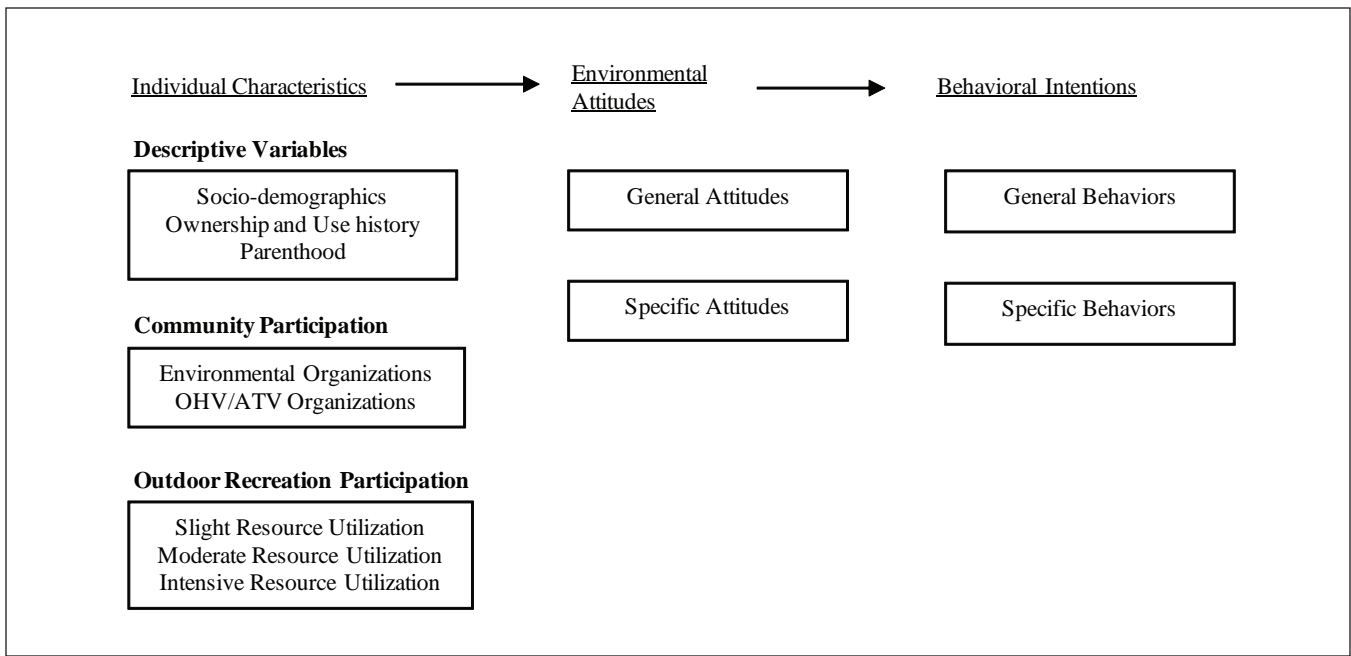 Individual Characteristics
Environmental
Attitudes
Behavioral Intentions
Descriptive Variables
Socio-demographics
Ownership and Use history
Parenthood
General Attitudes
General Behaviors
Specific Attitudes
Specific Behaviors
Community Participation
Environmental Organizations
OHV/ATV Organizations
Outdoor Recreation Participation
Slight Resource Utilization
Moderate Resource Utilization
Intensive Resource Utilization